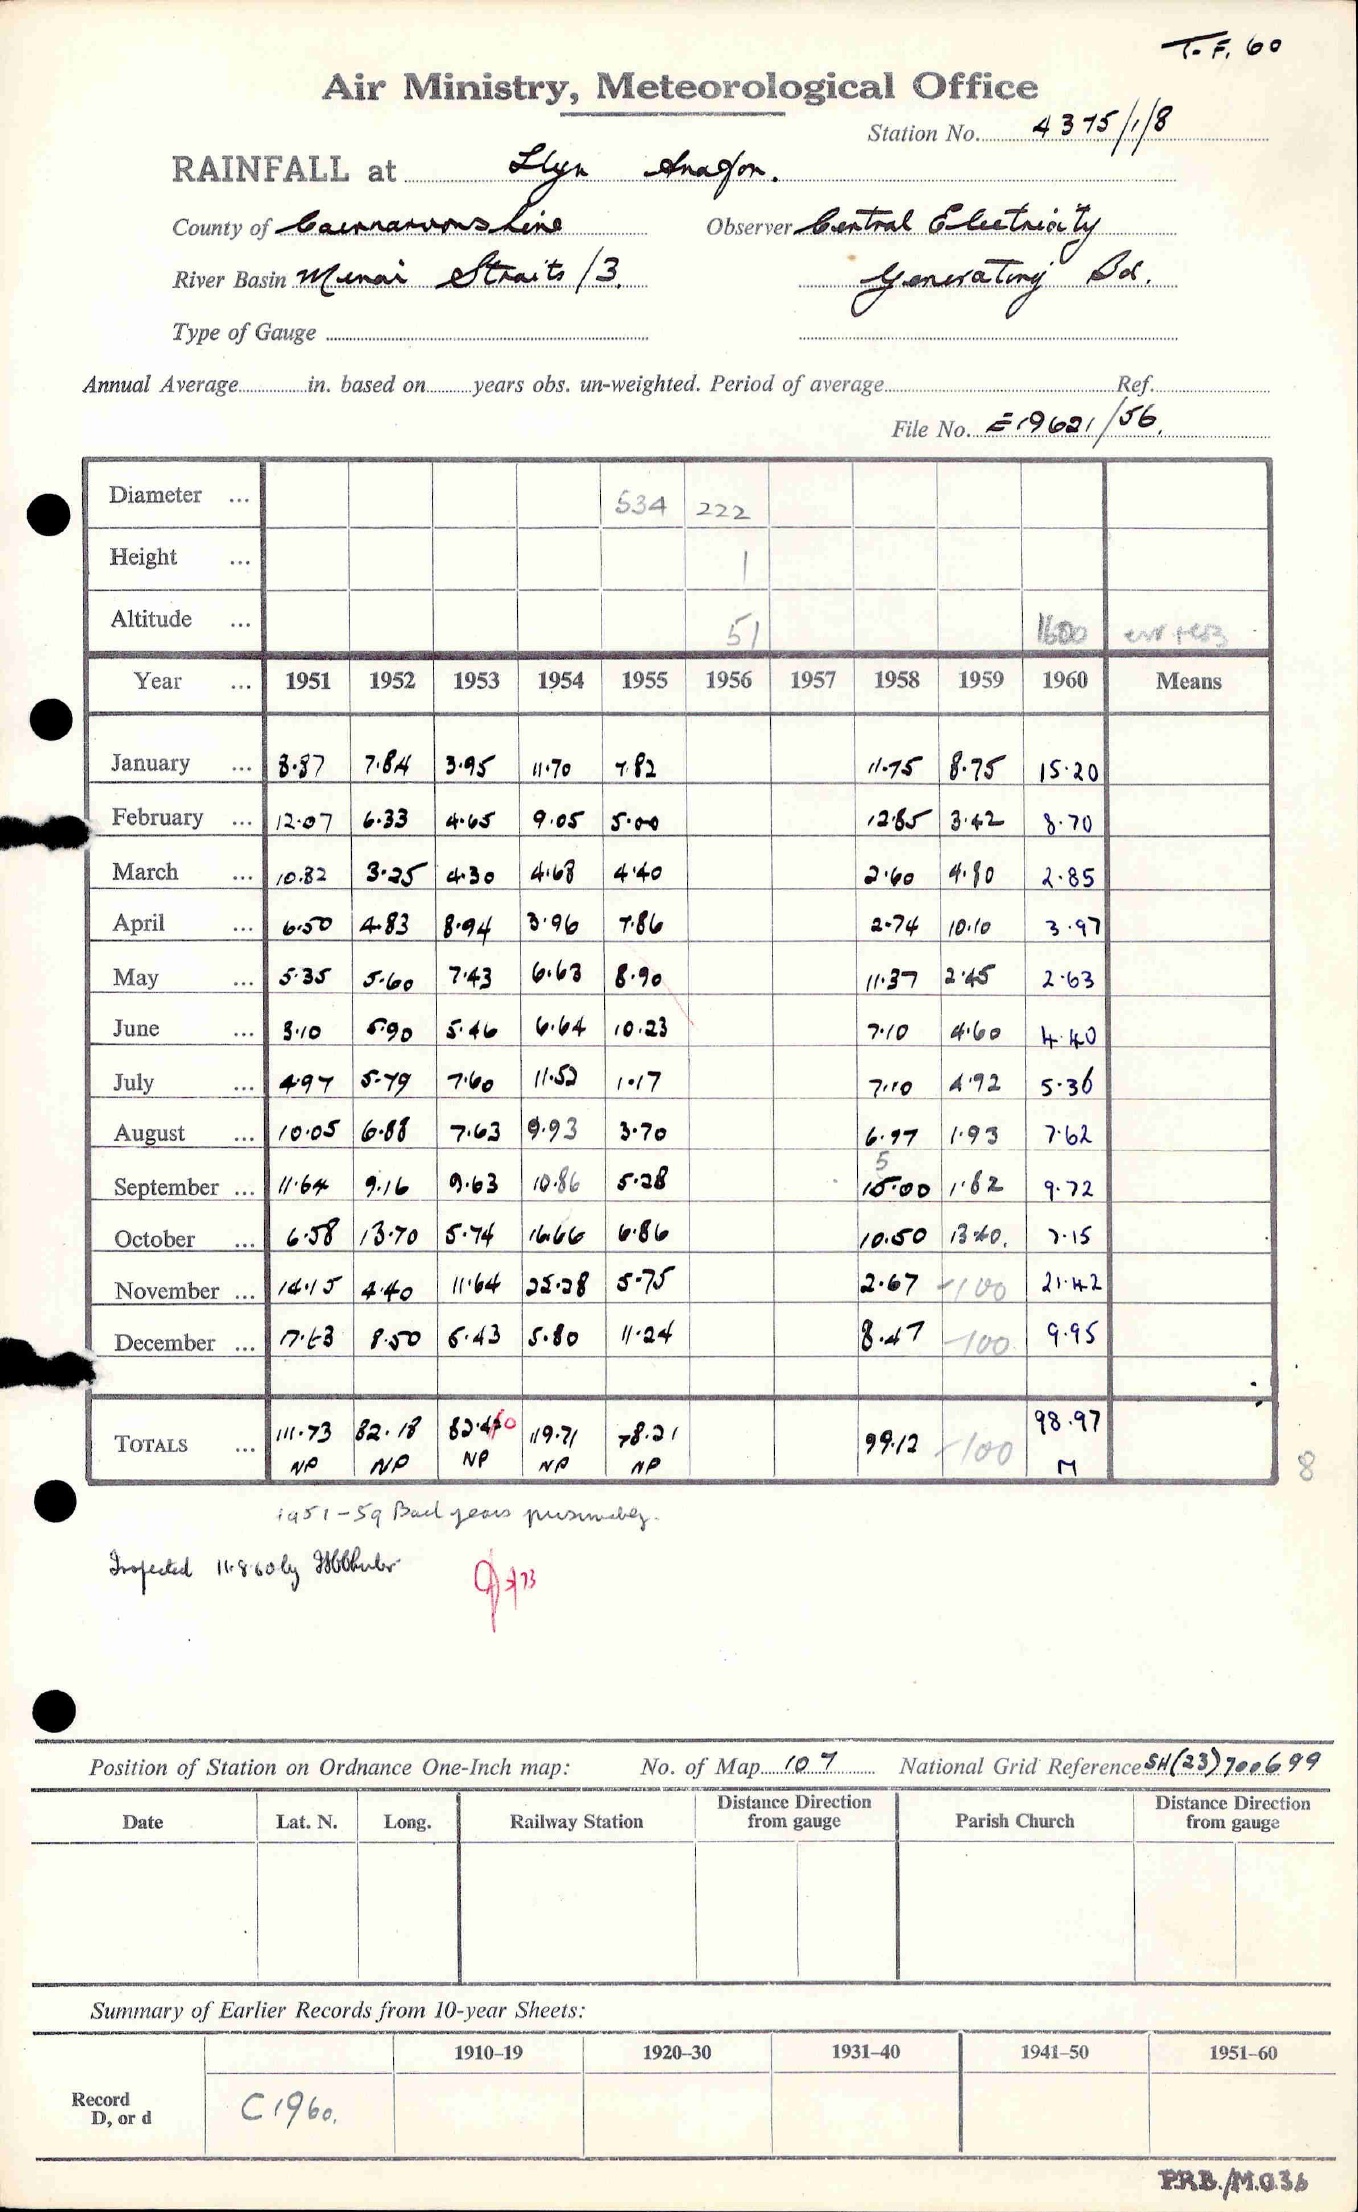 T.F. 60
Air Ministry, Meteorological Office
Station No. 4375/1/8
RAINFALL at Llyn Anafon.
County of Caernarvonshire Observer Central Electricity
River Basin Menai Straits /3. Generating Bd.
Type of Gauge
Annual Average in. based on years obs. un-weighted. Period of average Ref.
File No. E19621/56.
Diameter ... 534 222
Height ... 1
Altitude ... 51 1600
Year ... 1951 1952 1953 1954 1955 1956 1957 1958 1959 1960 Means
January ... 8.87 7.84 3.95 11.70 7.82 11.75 8.75 15.20
February ... 12.07 6.33 4.65 9.05 5.00 12.85 3.42 8.70
March ... 10.82 3.25 4.30 4.68 4.40 2.60 4.80 2.85
April ... 6.50 4.83 8.94 3.96 7.86 2.74 10.10 3.97
May ... 5.35 5.60 7.43 6.63 8.90 11.37 2.45 2.63
June ... 3.10 5.90 5.46 6.64 10.23 7.10 4.60 4.40
July ... 4.97 5.79 7.60 11.52 1.17 7.10 4.92 5.36
August ... 10.05 6.88 7.63 9.93 3.70 6.97 1.93 7.62
5
September ... 11.64 9.16 9.63 10.86 5.28 15.00 1.82 9.72
October ... 6.58 13.70 5.74 16.66 6.86 10.50 13.40. 7.15
November ... 14.15 4.40 11.64 22.28 5.75 2.67 -100 21.42
December ... 17.63 8.50 5.43 5.80 11.24 8.47 -100 9.95
TOTALS ... 111.73 82.18 82.40 119.71 78.21 99.12 -100 98.97
NP NP NP NP NP M
8
1951-59 Bad years presumably.
Inspected 11.8.60 by
Position of Station on Ordnance One-Inch map: No. of Map 107 National Grid Reference SH(23)700699
Date Lat. N. Long. Railway Station Distance Direction from gauge Parish Church Distance Direction from gauge
Summary of Earlier Records from 10-year Sheets:
1910–19 1920–30 1931–40 1941–50 1951–60
Record
D, or d C1960.
P.R.B./M.O.36